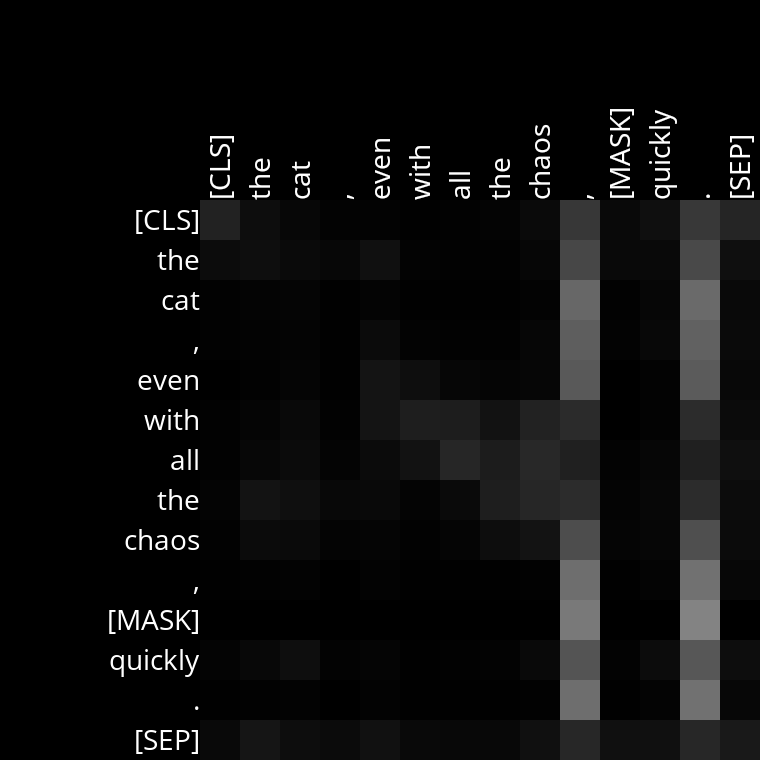 [CLS] the cat , even with all the chaos , [MASK] quickly . [SEP]
[CLS]
the
cat
,
even
with
all
the
chaos
,
[MASK]
quickly
.
[SEP]